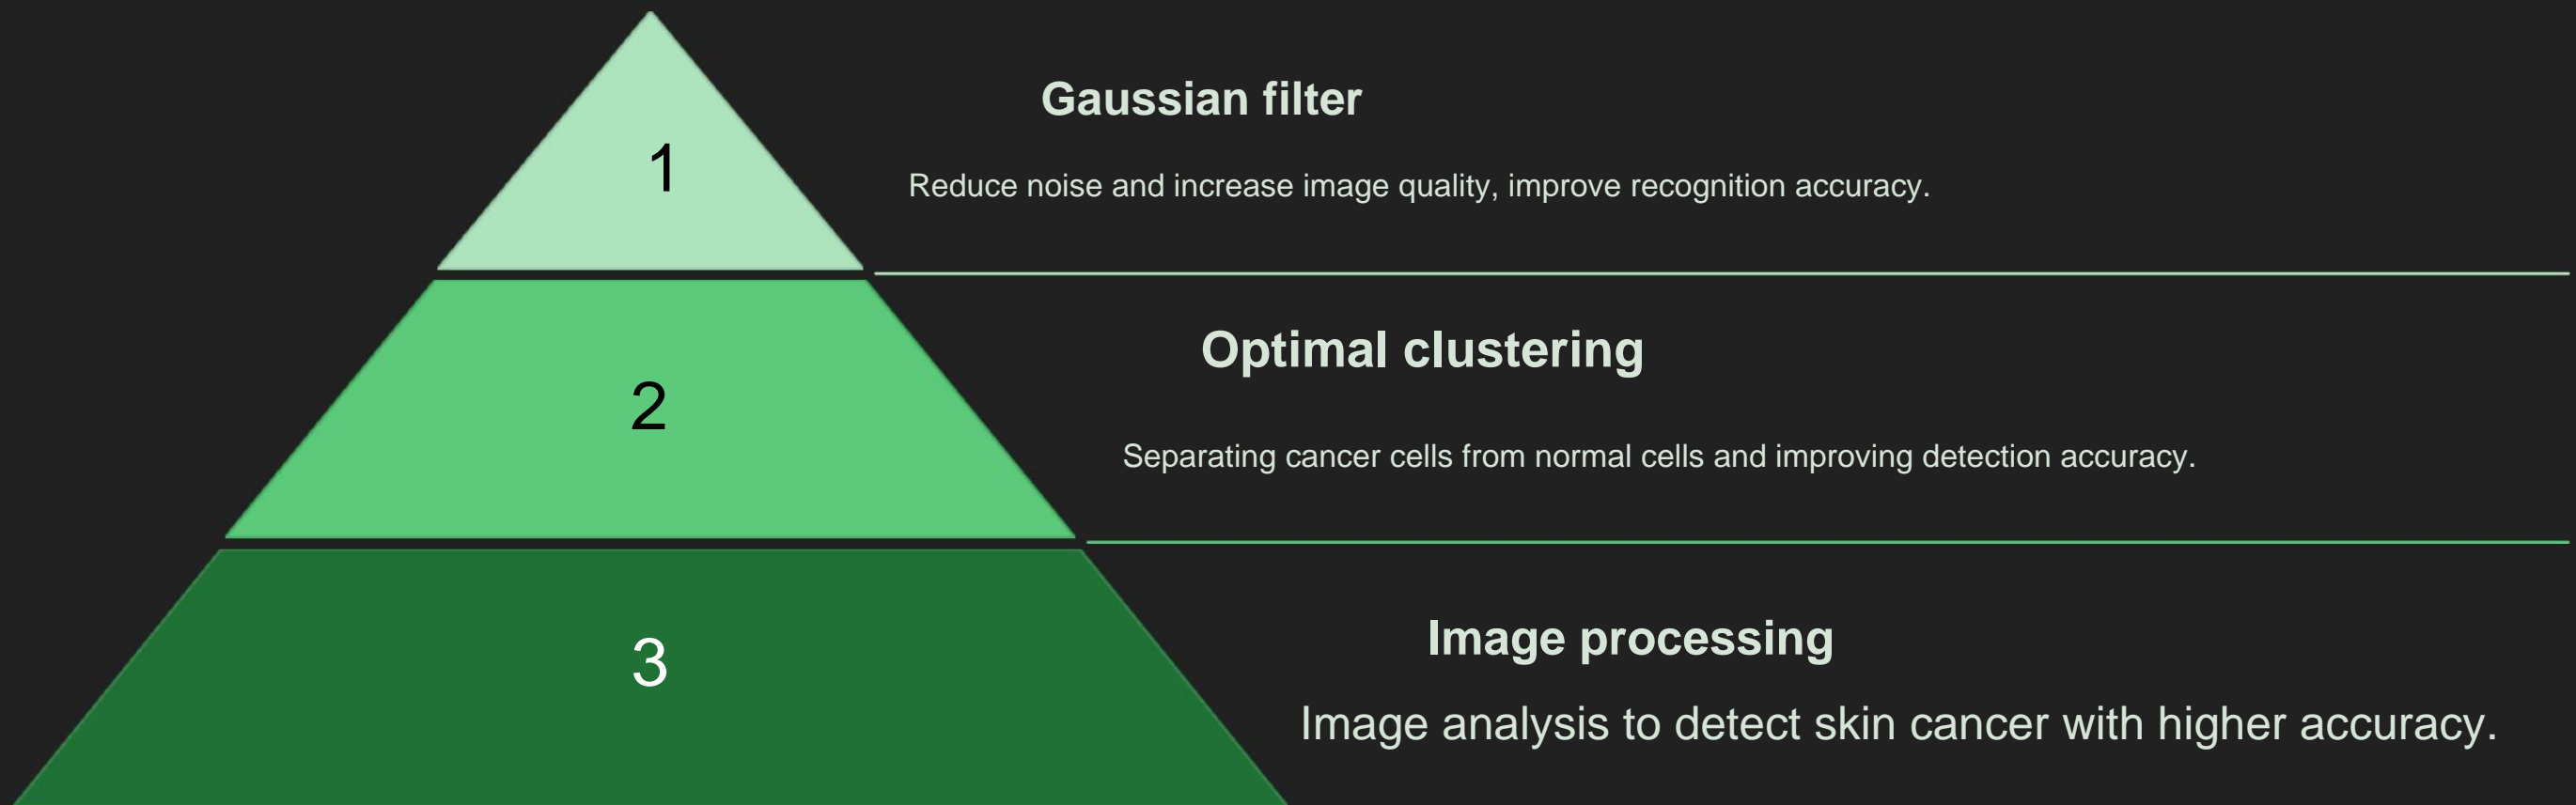 Gaussian filter
1
Reduce noise and increase image quality, improve recognition accuracy.
Optimal clustering
2
Separating cancer cells from normal cells and improving detection accuracy.
Image processing
3
Image analysis to detect skin cancer with higher accuracy.